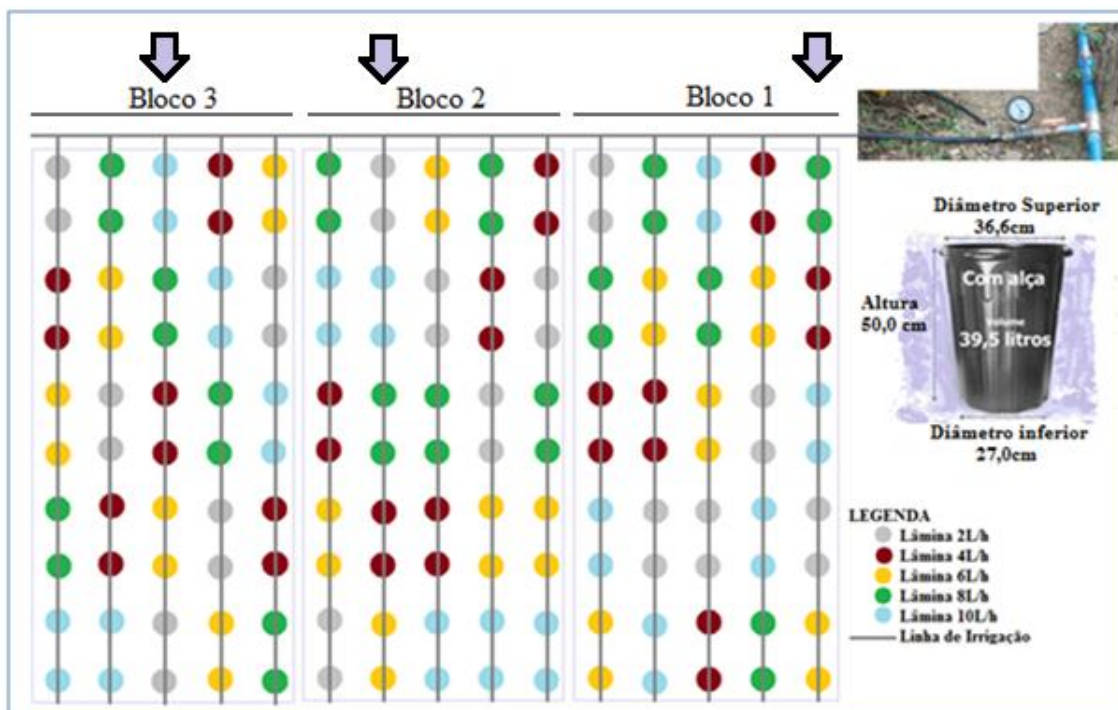 Bloco 3
Bloco 2
Bloco 1
Diâmetro Superior
36,6cm
Com alça
Volume
39,5 litros
Altura
50,0 cm
Diâmetro inferior
27,0cm
LEGENDA
Lâmina 2L/h
Lâmina 4L/h
Lâmina 6L/h
Lâmina 8L/h
Lâmina 10L/h
Linha de Irrigação